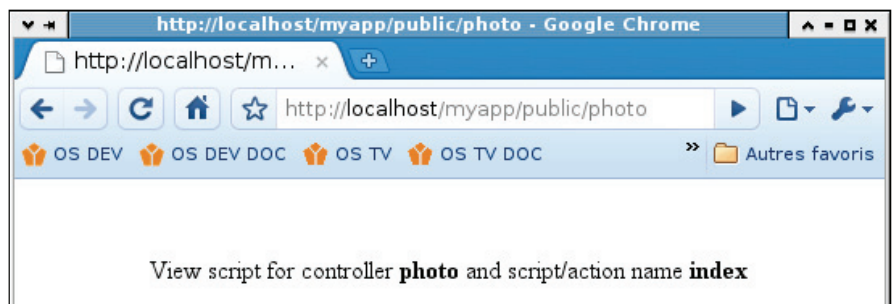 http://localhost/myapp/public/photo - Google Chrome
http://localhost/m...
http://localhost/myapp/public/photo
OS DEV OS DEV DOC OS TV OS TV DOC » Autres favoris
View script for controller photo and script/action name index